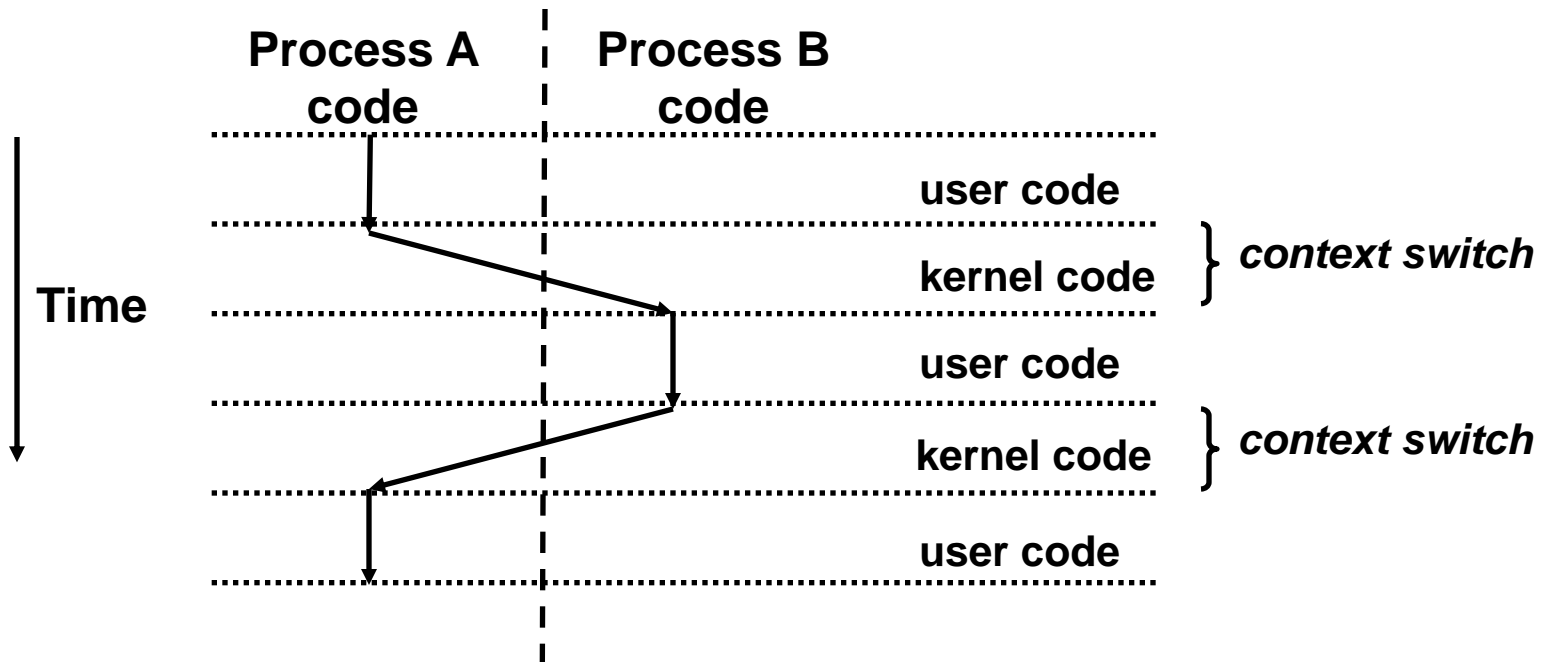 Process A
code
Process B
code
user code
kernel code
context switch
Time
user code
kernel code
context switch
user code